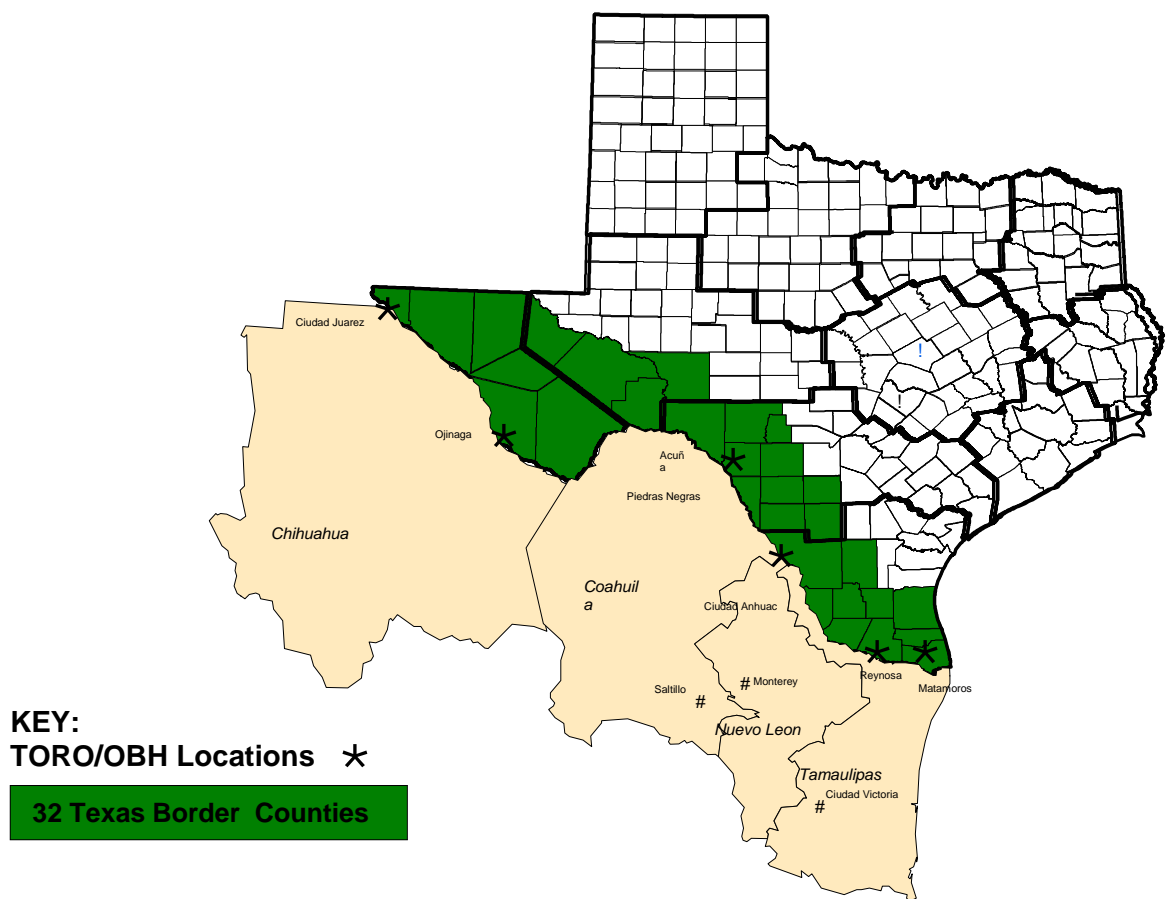 !
!
Ciudad Juarez
Ojinaga
Acuñ
a
Piedras Negras
Chihuahua
Coahuil
a
Ciudad Anhuac
Reynosa
Matamoros
# Monterey
Saltillo #
Nuevo Leon
Tamaulipas
# Ciudad Victoria
KEY:
TORO/OBH Locations
32 Texas Border Counties